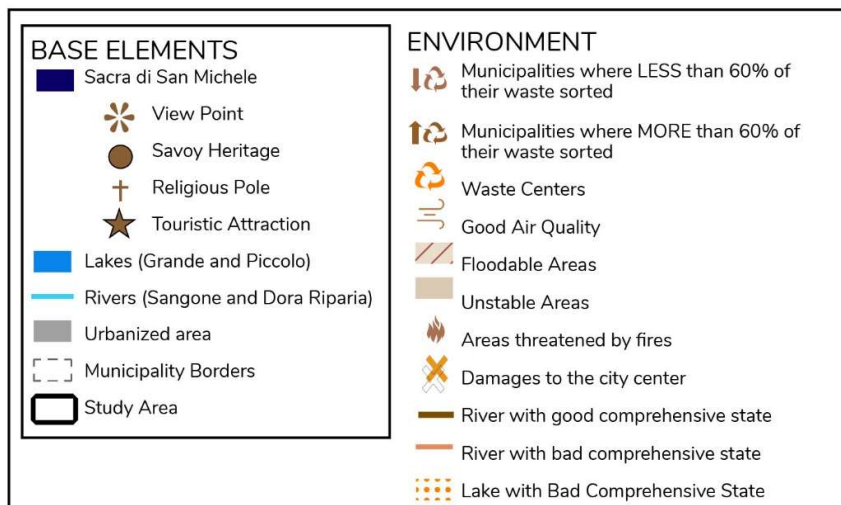 BASE ELEMENTS
Sacra di San Michele
View Point
Savoy Heritage
Religious Pole
Touristic Attraction
Lakes (Grande and Piccolo)
Rivers (Sangone and Dora Riparia)
Urbanized area
Municipality Borders
Study Area
ENVIRONMENT
Municipalities where LESS than 60% of
their waste sorted
Municipalities where MORE than 60% of
their waste sorted
Waste Centers
Good Air Quality
Floodable Areas
Unstable Areas
Areas threatened by fires
Damages to the city center
River with good comprehensive state
River with bad comprehensive state
Lake with Bad Comprehensive State